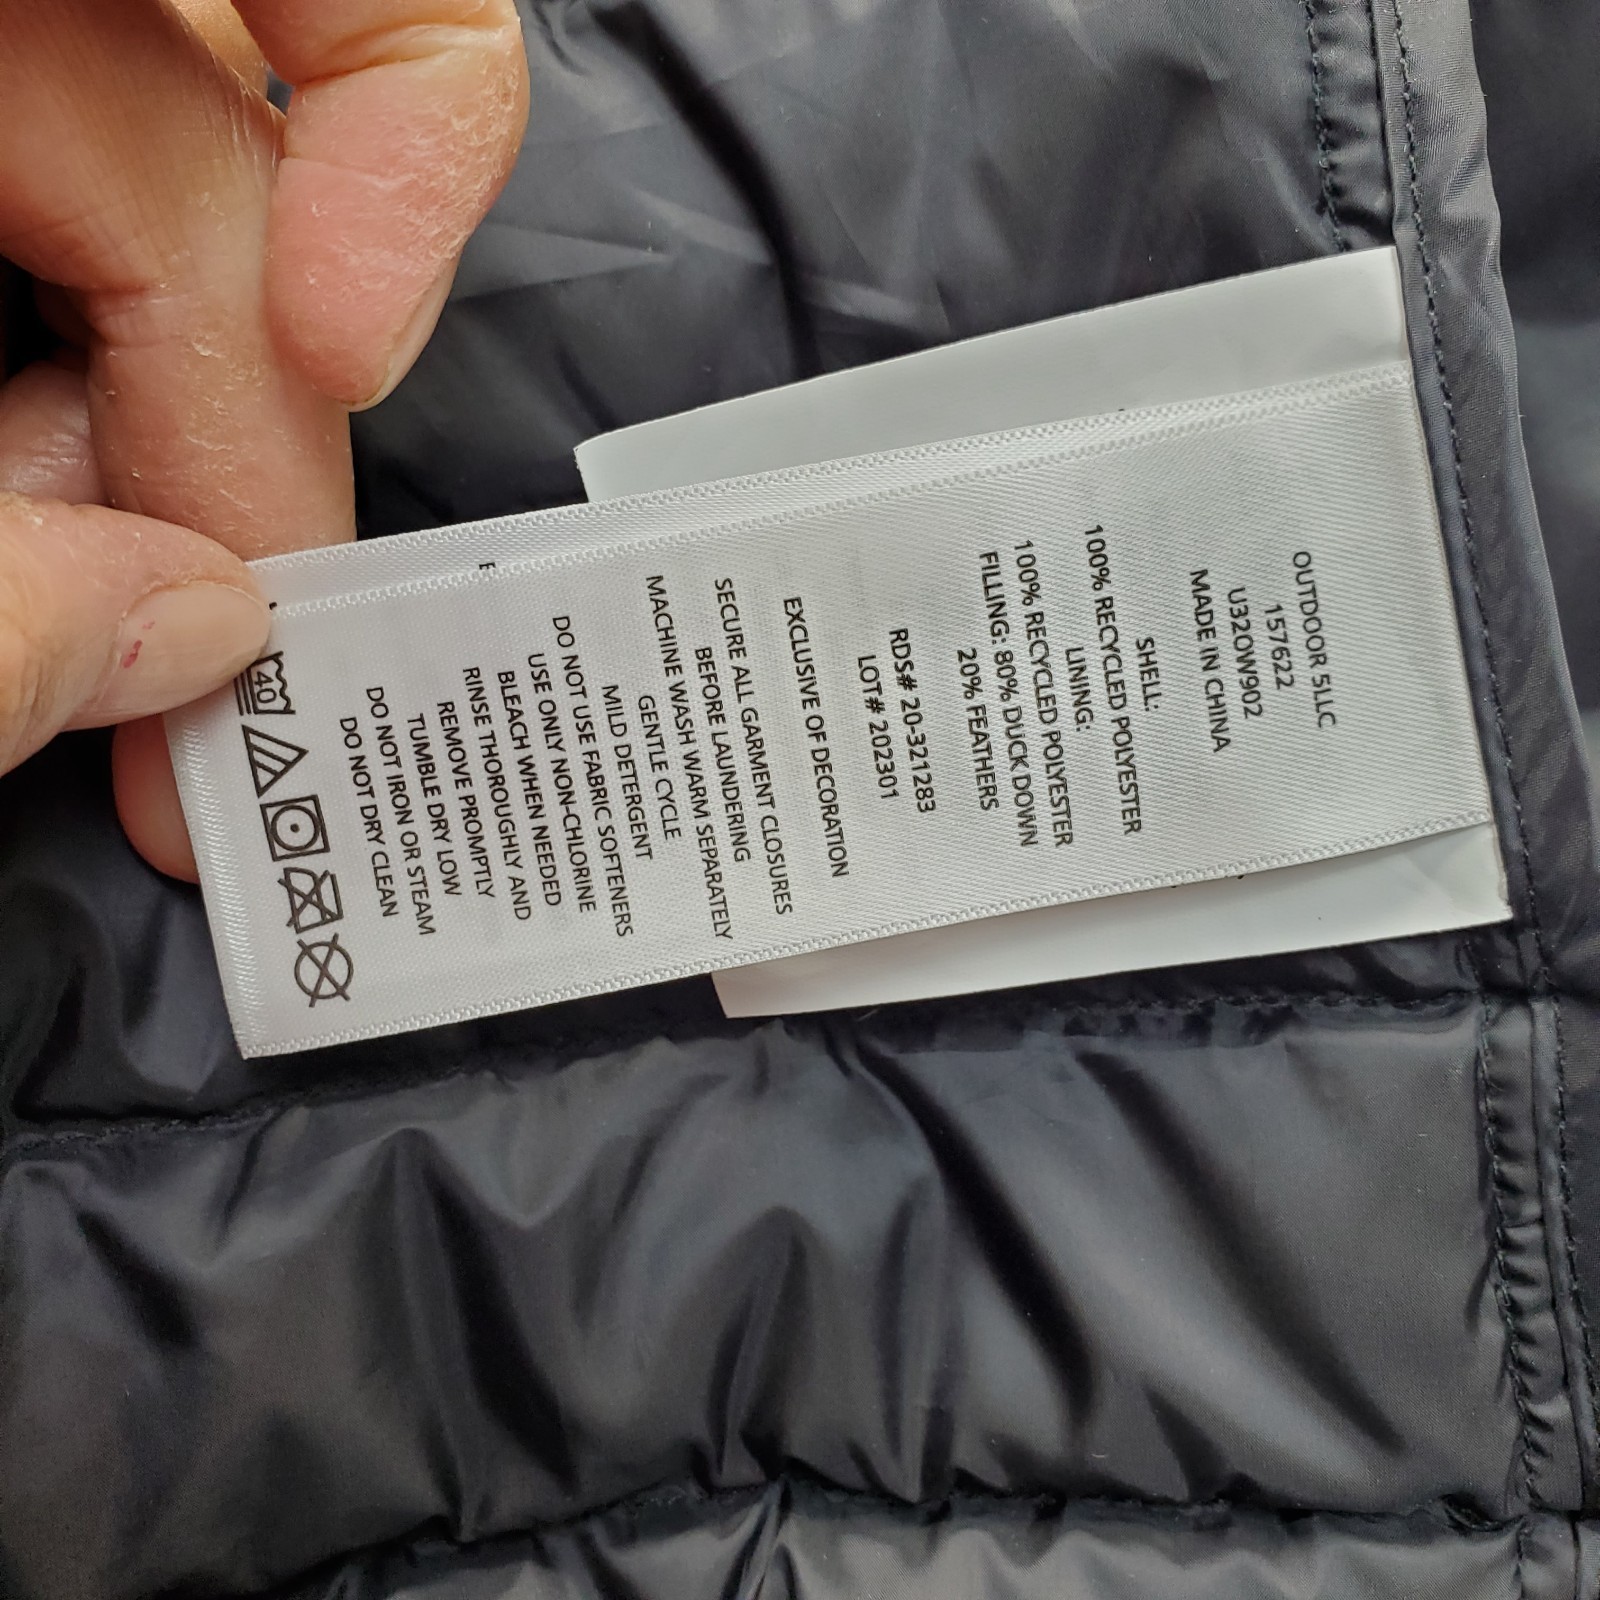 OUTDOOR 5LLC
157622
U32OW902
MADE IN CHINA
SHELL:
100% RECYCLED POLYESTER
LINING:
100% RECYCLED POLYESTER
FILLING: 80% DUCK DOWN
20% FEATHERS
RDS# 20-321283
LOT# 202301
EXCLUSIVE OF DECORATION
SECURE ALL GARMENT CLOSURES
BEFORE LAUNDERING
MACHINE WASH WARM SEPARATELY
GENTLE CYCLE
MILD DETERGENT
DO NOT USE FABRIC SOFTENERS
USE ONLY NON-CHLORINE
BLEACH WHEN NEEDED
RINSE THOROUGHLY AND
REMOVE PROMPTLY
TUMBLE DRY LOW
DO NOT IRON OR STEAM
DO NOT DRY CLEAN
40